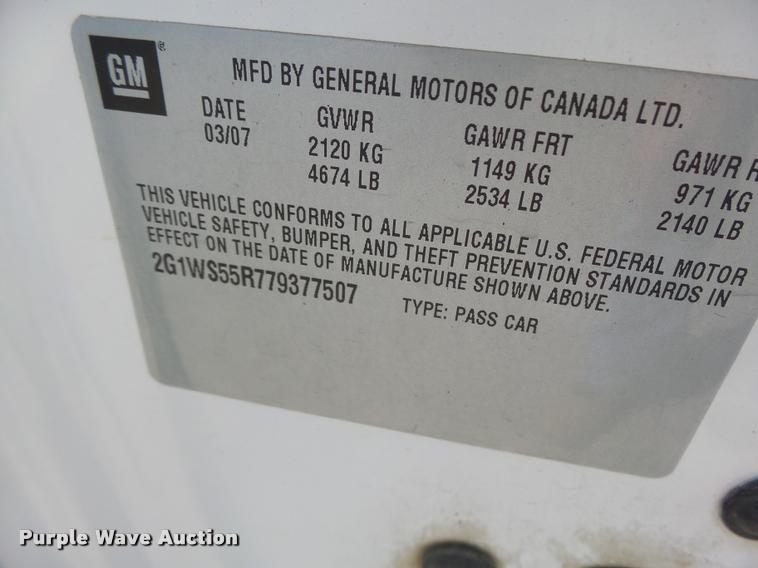 GM®
MFD BY GENERAL MOTORS OF CANADA LTD.
DATE GVWR GAWR FRT GAWR
03/07 2120 KG 1149 KG 971 KG
4674 LB 2534 LB 2140 LB
THIS VEHICLE CONFORMS TO ALL APPLICABLE U.S. FEDERAL MOTOR
VEHICLE SAFETY, BUMPER, AND THEFT PREVENTION STANDARDS IN
EFFECT ON THE DATE OF MANUFACTURE SHOWN ABOVE.
2G1WS55R779377507 TYPE: PASS CAR
Purple Wave Auction